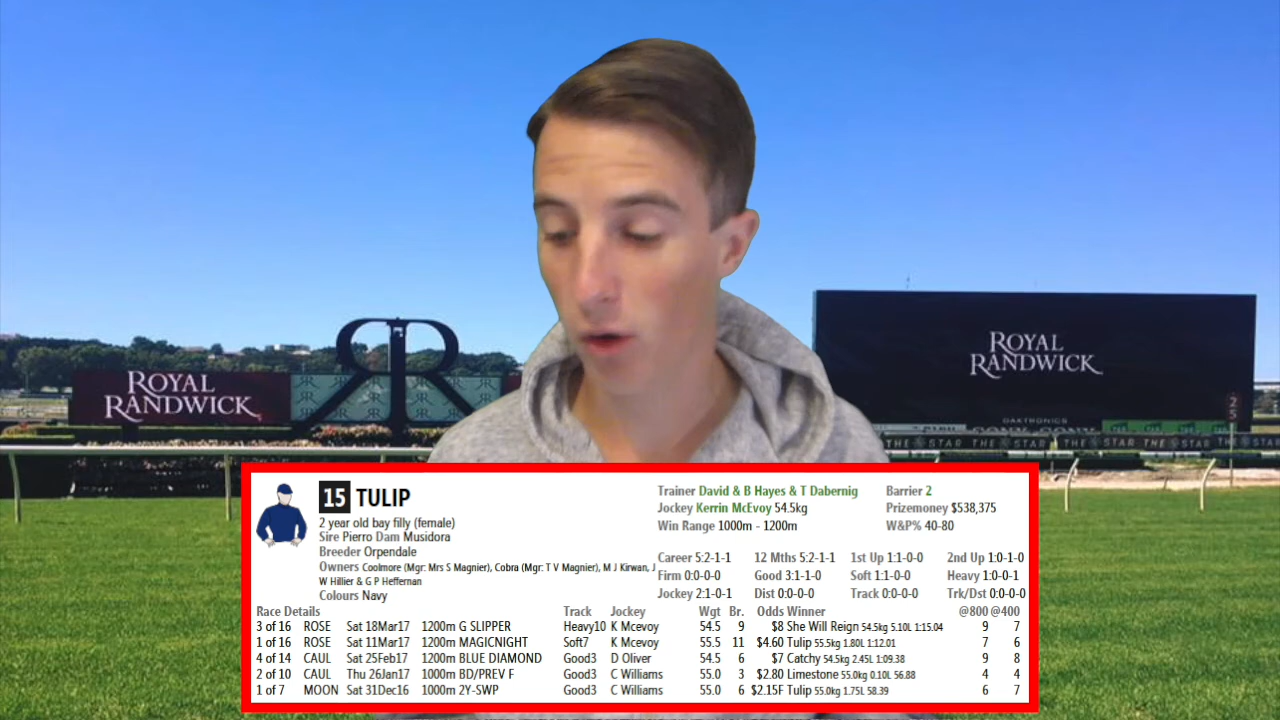 ROYAL
RANDWICK
ROYAL
RANDWICK
DAKTRONICS
THE STAR THE STAR THE STAR THE STAR
15 TULIP
2 year old bay filly (female)
Sire Pierro Dam Musidora
Breeder Orpendale
Owners Coolmore (Mgr: Mrs S Magnier), Cobra (Mgr: T V Magnier), M J Kirwan, J
W Hillier & G P Heffernan
Colours Navy
Trainer David & B Hayes & T Dabernig
Jockey Kerrin McEvoy 54.5kg
Win Range 1000m - 1200m
Barrier 2
Prizemoney $538,375
W&P% 40-80
Career 5:2-1-1 12 Mths 5:2-1-1 1st Up 1:1-0-0 2nd Up 1:0-1-0
Firm 0:0-0-0 Good 3:1-1-0 Soft 1:1-0-0 Heavy 1:0-0-1
Jockey 2:1-0-1 Dist 0:0-0-0 Track 0:0-0-0 Trk/Dst 0:0-0-0
Race Details Track Jockey Wgt Br. Odds Winner @800 @400
3 of 16 ROSE Sat 18Mar17 1200m G SLIPPER Heavy10 K Mcevoy 54.5 9 $8 She Will Reign 54.5kg 5.10L 1:15.04 9 7
1 of 16 ROSE Sat 11Mar17 1200m MAGICNIGHT Soft7 K Mcevoy 55.5 11 $4.60 Tulip 55.5kg 1.80L 1:12.01 7 6
4 of 14 CAUL Sat 25Feb17 1200m BLUE DIAMOND Good3 D Oliver 54.5 6 $7 Catchy 54.5kg 2.45L 1:09.38 9 8
2 of 10 CAUL Thu 26Jan17 1000m BD/PREV F Good3 C Williams 55.0 3 $2.80 Limestone 55.0kg 0.10L 56.88 4 4
1 of 7 MOON Sat 31Dec16 1000m 2Y-SWP Good3 C Williams 55.0 6 $2.15F Tulip 55.0kg 1.75L 58.39 6 7